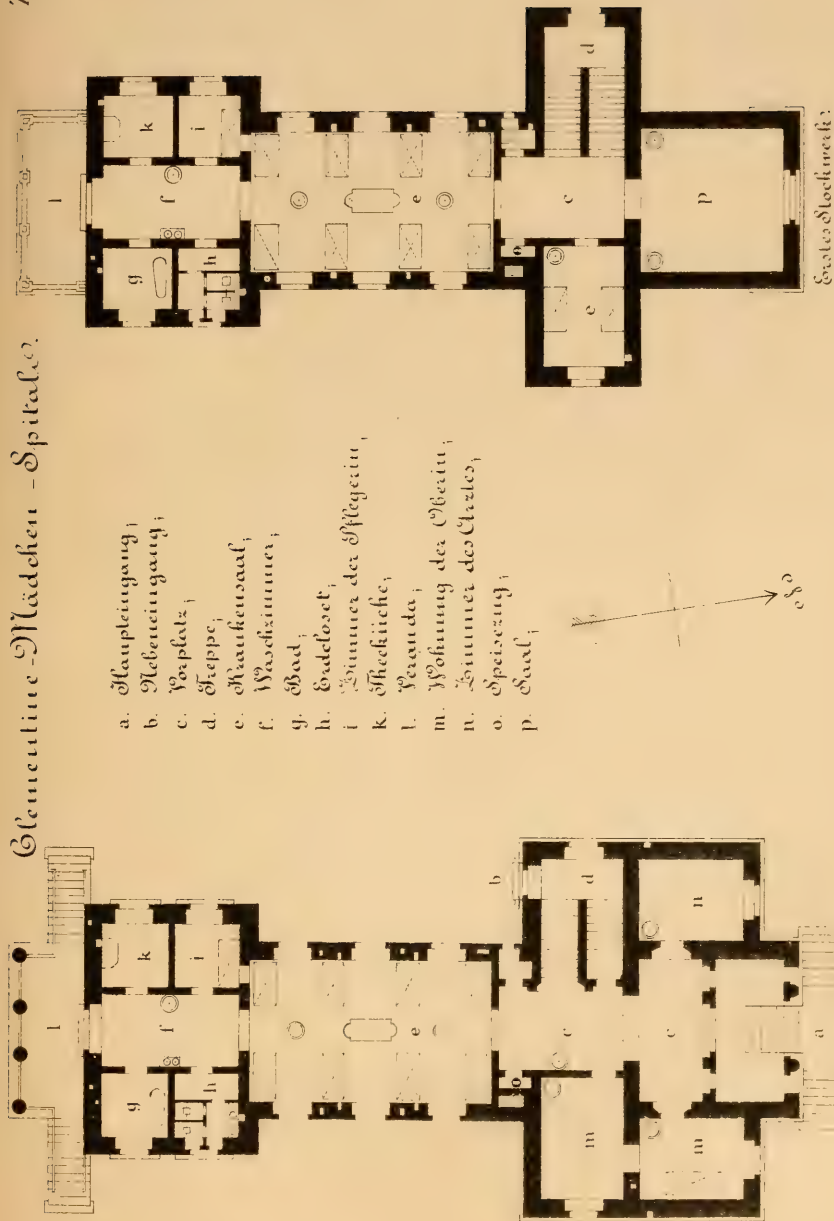 Clementine-Mädchen-Spital.
a. Haupteingang;
b. Nebeneingang;
c. Vorplatz;
d. Treppe;
e. Krankensaal;
f. Waschzimmer;
g. Bad;
h. Erdcloset;
i. Zimmer der Pflegerin;
k. Theeküche;
l. Veranda;
m. Wohnung der Oberin;
n. Zimmer des Arztes;
o. Speisezug;
p. Saal;
l
g
f
k
h
i
e
b
o
c
d
m
c
n
m
a
l
g
f
k
h
i
e
o
c
d
e
p
Erstes Stockwerk.